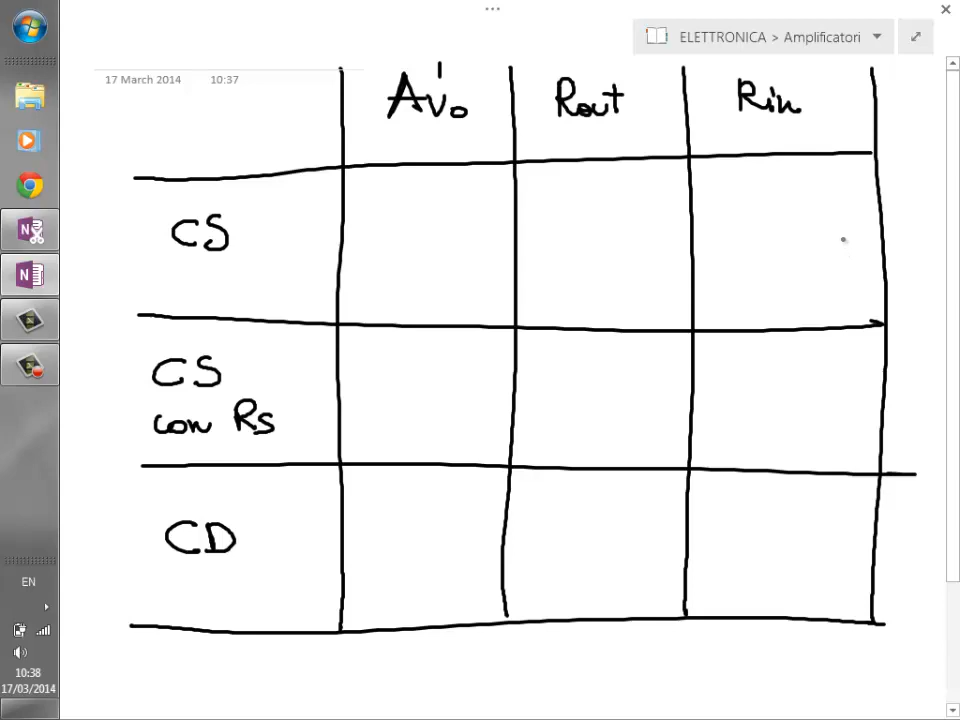 ELETTRONICA > Amplificatori
17 March 2014 10:37
A'vo Rout Rin
CS
CS
con Rs
CD
EN
10:38
17/03/2014